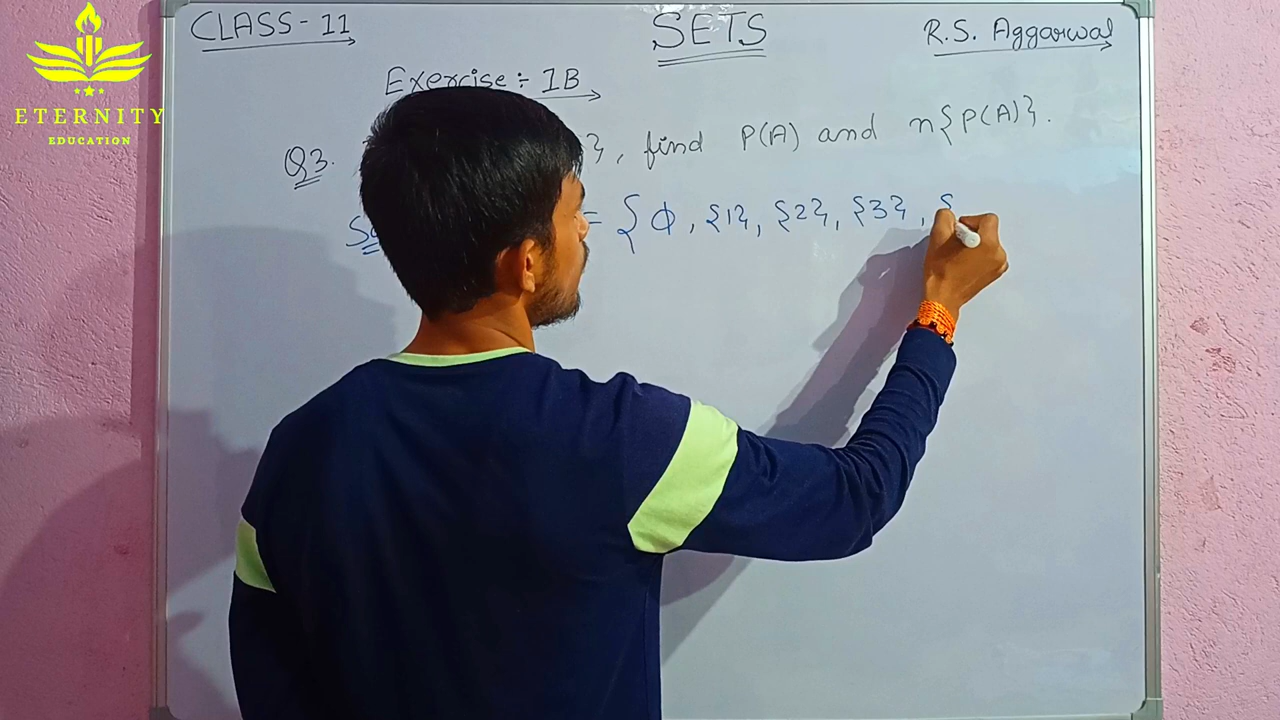 CLASS-11
SETS
R.S. Aggarwal
ETERNITY
EDUCATION
Exercise:- 1B
Q3. }, find P(A) and n{P(A)}.
= { ф, {1}, {2}, {3}, {